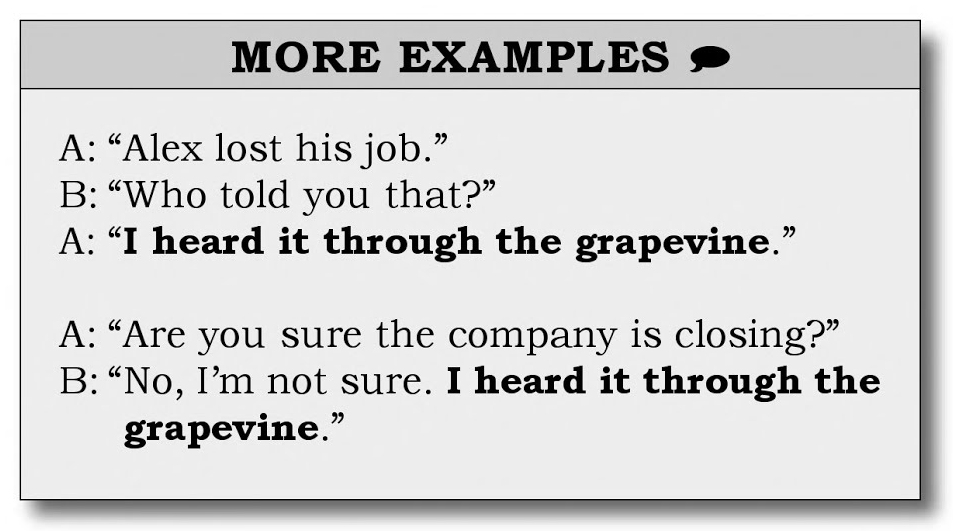 MORE EXAMPLES
A: “Alex lost his job.”
B: “Who told you that?”
A: “I heard it through the grapevine.”
A: “Are you sure the company is closing?”
B: “No, I’m not sure. I heard it through the
grapevine.”